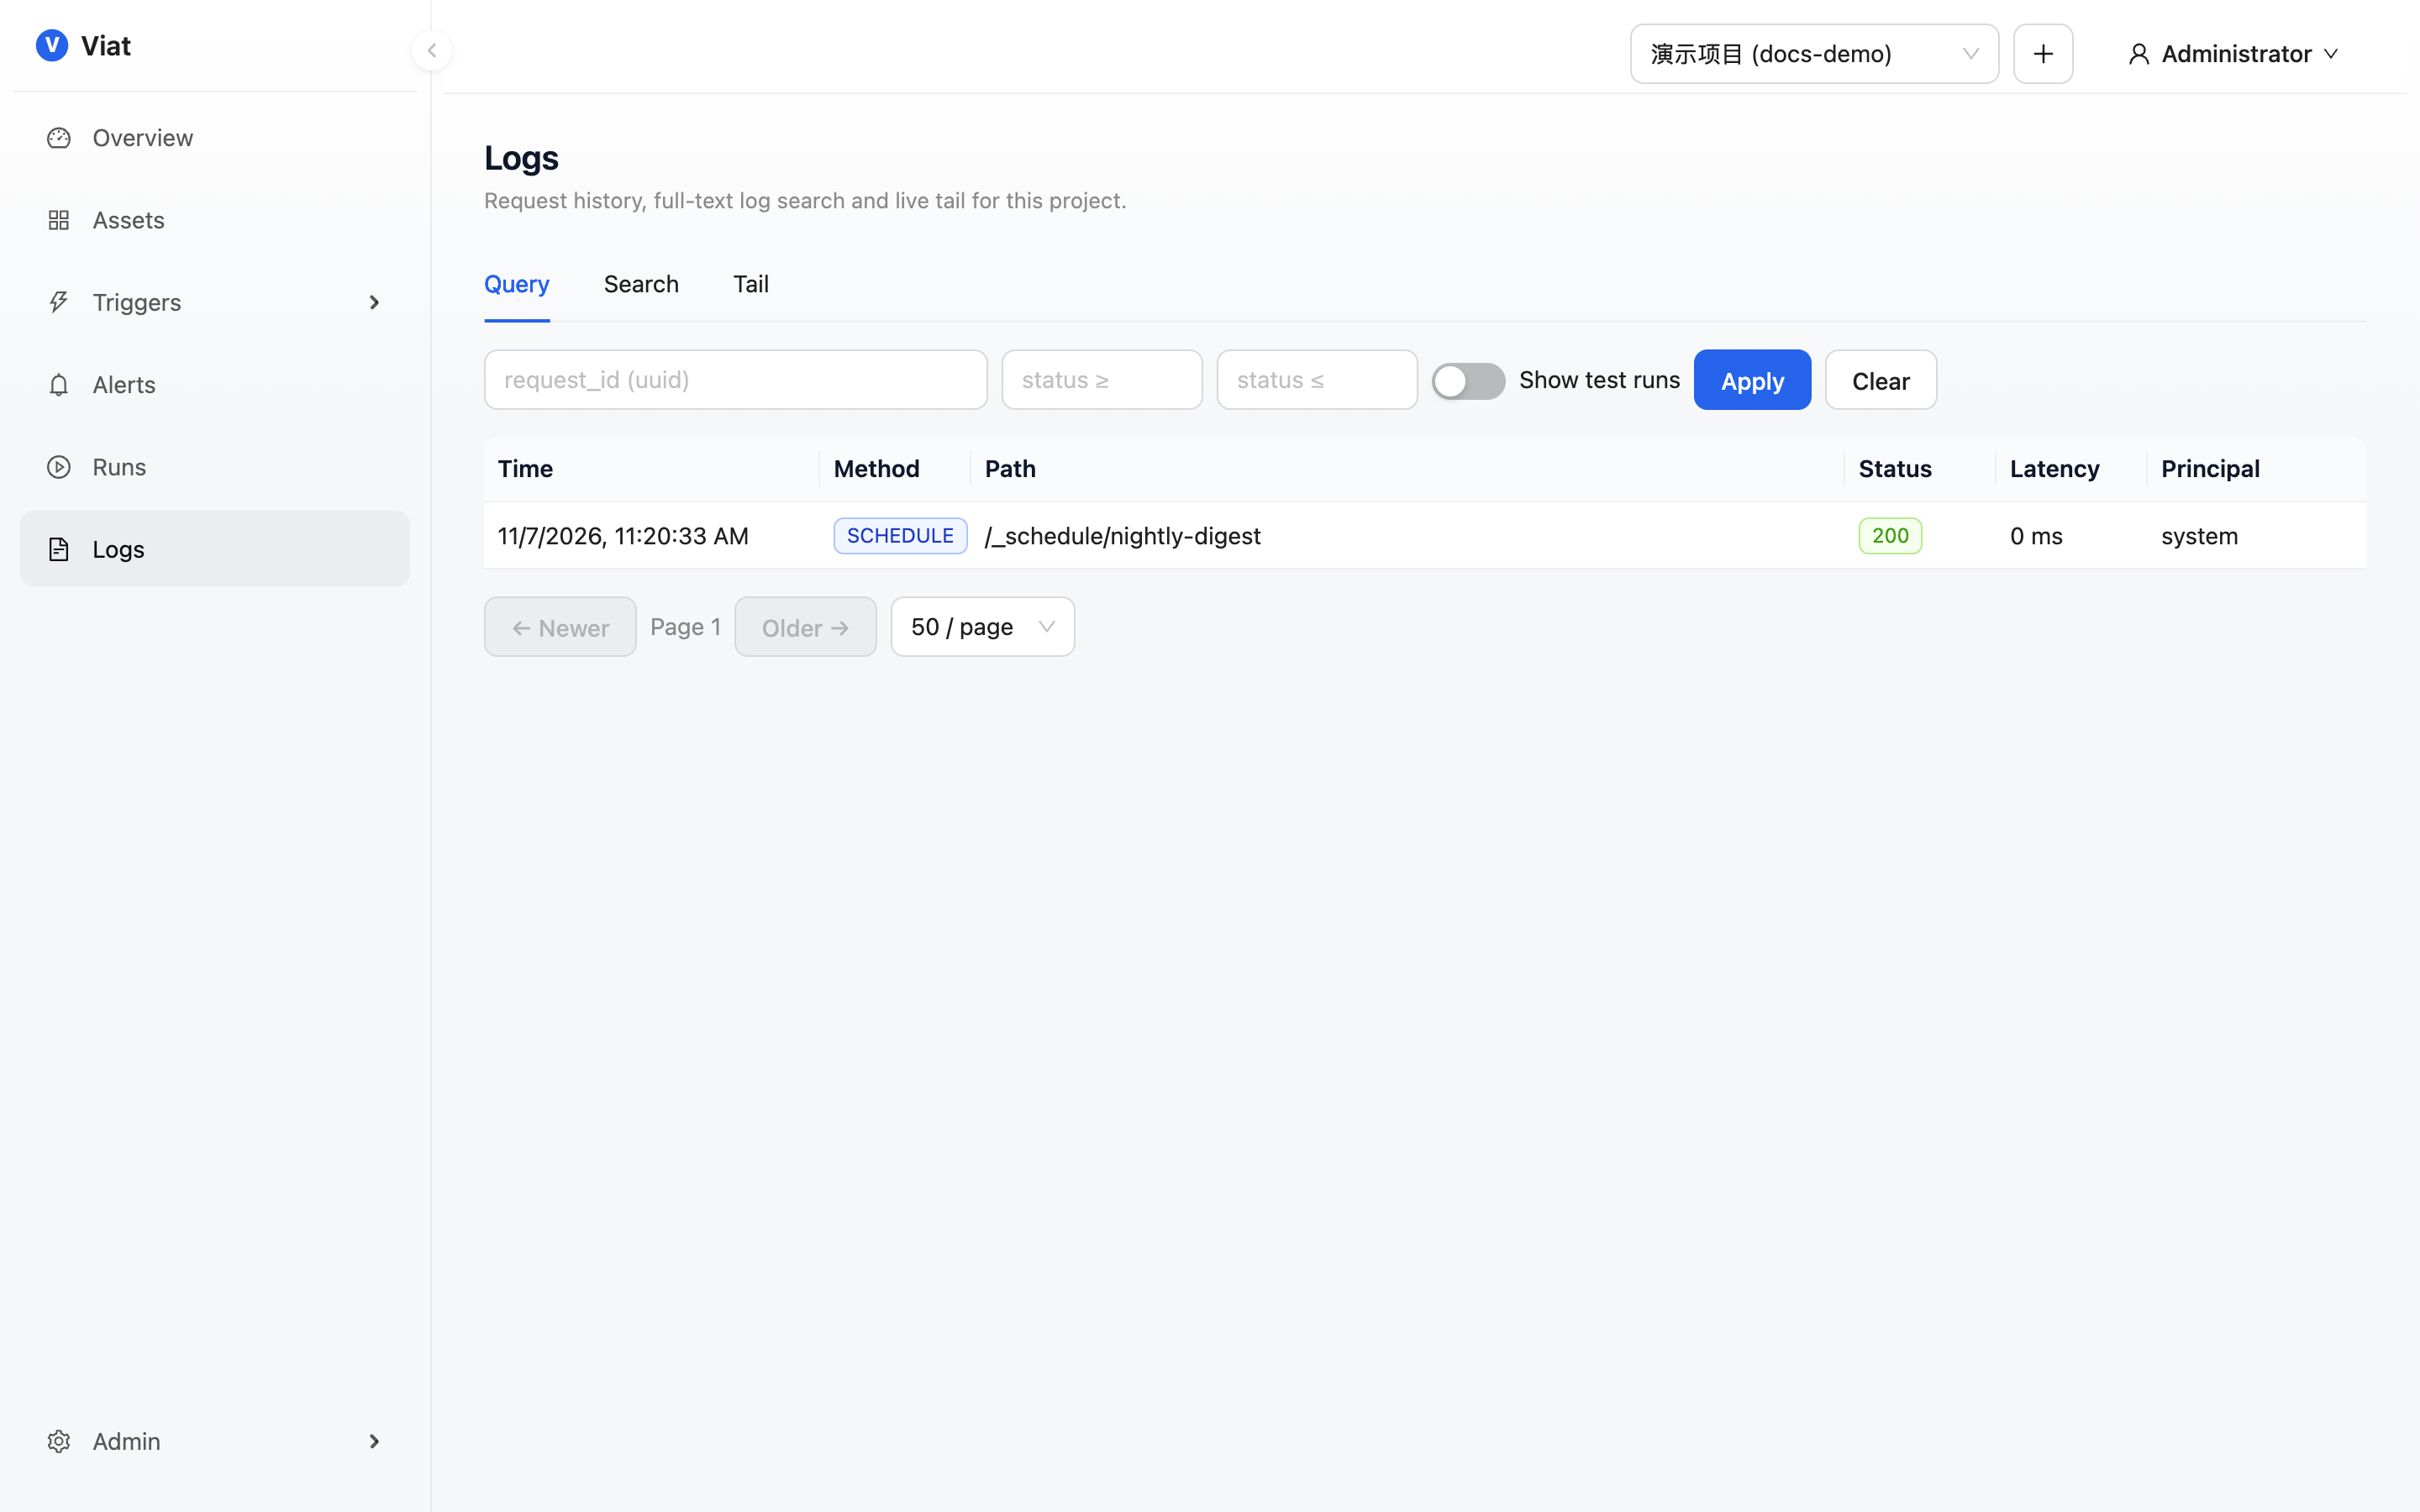 V Viat
演示项目 (docs-demo)
Administrator
Overview
Assets
Triggers
Alerts
Runs
Logs
Admin
Logs
Request history, full-text log search and live tail for this project.
Query Search Tail
request_id (uuid) status ≥ status ≤ Show test runs Apply Clear
Time Method Path Status Latency Principal
11/7/2026, 11:20:33 AM SCHEDULE /_schedule/nightly-digest 200 0 ms system
← Newer Page 1 Older → 50 / page